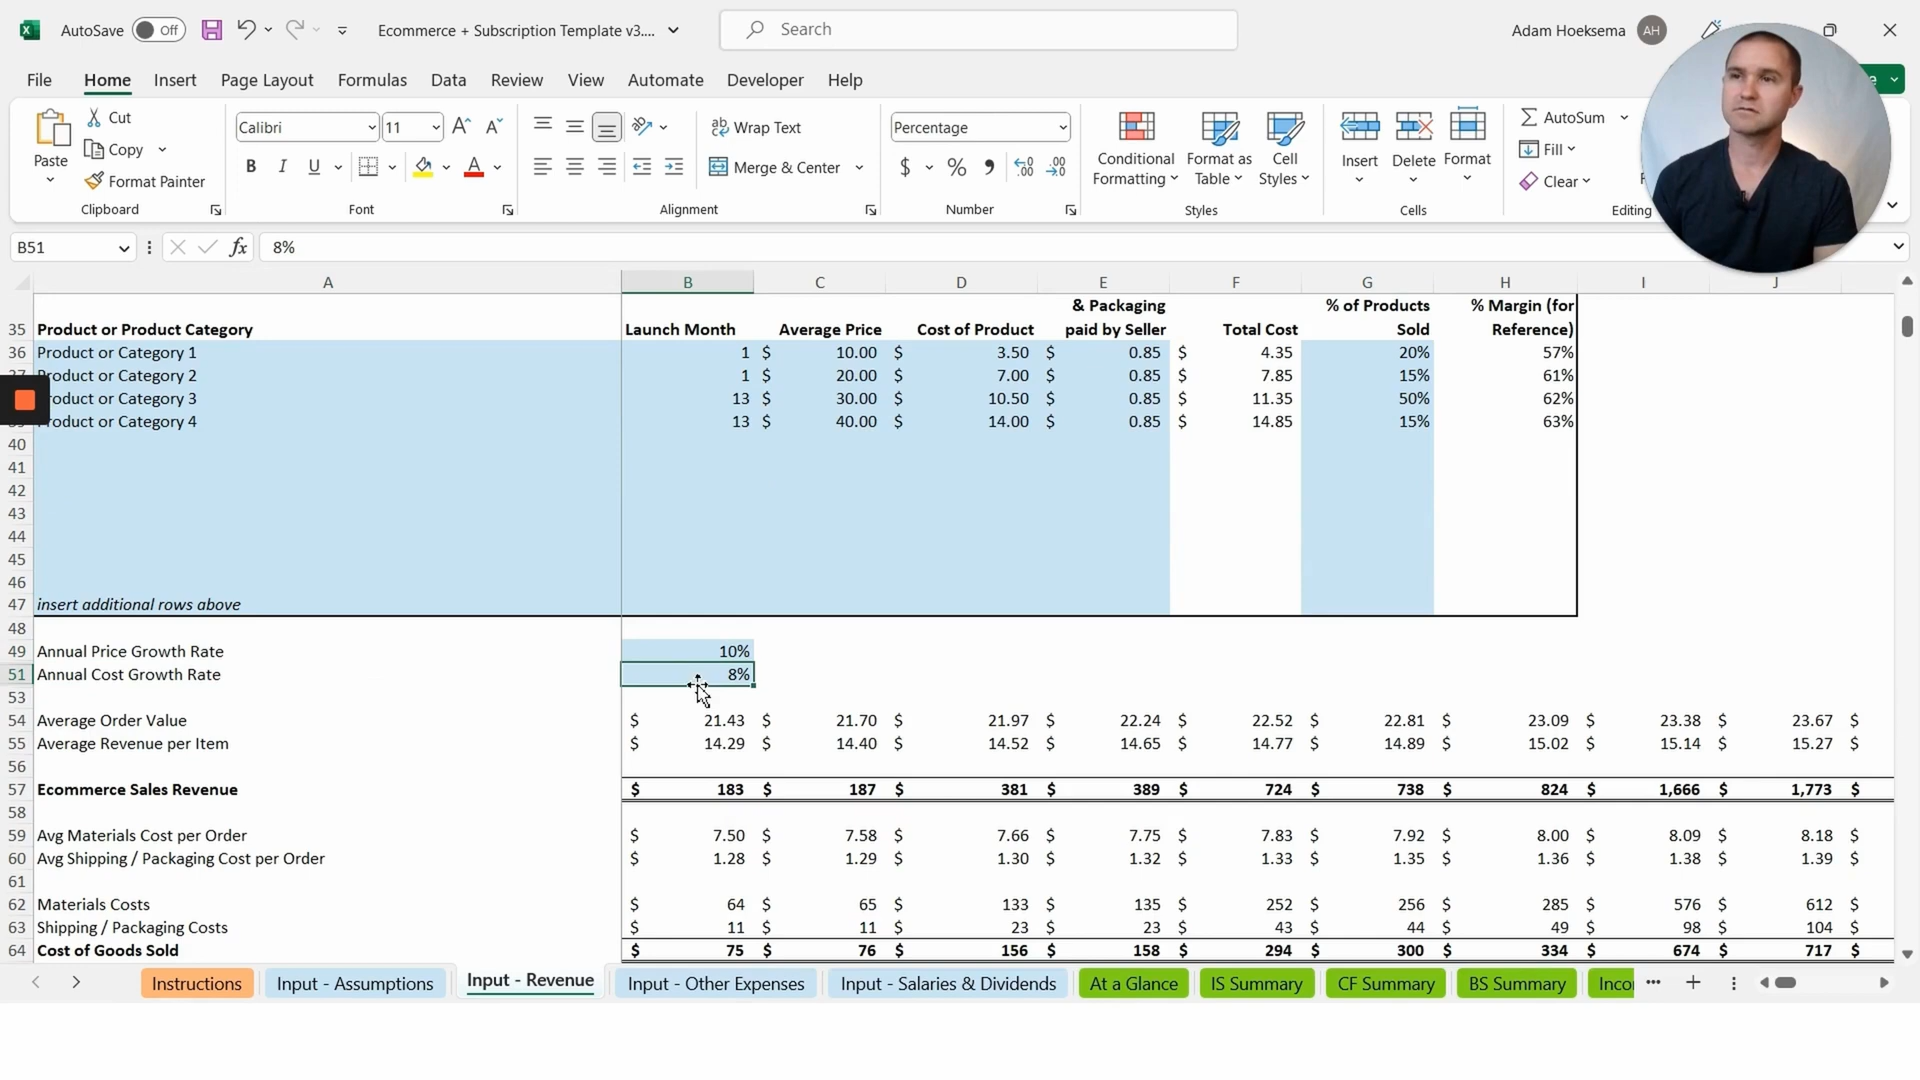 AutoSave Off Ecommerce + Subscription Template v3.... Search Adam Hoeksema AH
File Home Insert Page Layout Formulas Data Review View Automate Developer Help
Paste Cut Copy Format Painter Clipboard
Calibri 11 A^ Aˇ B I U A Font
ab Wrap Text Merge & Center Alignment
Percentage $ % , .00 Number
Conditional Formatting Format as Table Cell Styles Styles
Insert Delete Format Cells
AutoSum Fill Clear Editing
B51 fx 8%
A B C D E F G H I J
& Packaging % of Products % Margin (for
35 Product or Product Category Launch Month Average Price Cost of Product paid by Seller Total Cost Sold Reference)
36 Product or Category 1 1 $ 10.00 $ 3.50 $ 0.85 $ 4.35 20% 57%
Product or Category 2 1 $ 20.00 $ 7.00 $ 0.85 $ 7.85 15% 61%
oduct or Category 3 13 $ 30.00 $ 10.50 $ 0.85 $ 11.35 50% 62%
oduct or Category 4 13 $ 40.00 $ 14.00 $ 0.85 $ 14.85 15% 63%
40
41
42
43
44
45
46
47 insert additional rows above
48
49 Annual Price Growth Rate 10%
51 Annual Cost Growth Rate 8%
53
54 Average Order Value $ 21.43 $ 21.70 $ 21.97 $ 22.24 $ 22.52 $ 22.81 $ 23.09 $ 23.38 $ 23.67 $
55 Average Revenue per Item $ 14.29 $ 14.40 $ 14.52 $ 14.65 $ 14.77 $ 14.89 $ 15.02 $ 15.14 $ 15.27 $
56
57 Ecommerce Sales Revenue $ 183 $ 187 $ 381 $ 389 $ 724 $ 738 $ 824 $ 1,666 $ 1,773 $
58
59 Avg Materials Cost per Order $ 7.50 $ 7.58 $ 7.66 $ 7.75 $ 7.83 $ 7.92 $ 8.00 $ 8.09 $ 8.18 $
60 Avg Shipping / Packaging Cost per Order $ 1.28 $ 1.29 $ 1.30 $ 1.32 $ 1.33 $ 1.35 $ 1.36 $ 1.38 $ 1.39 $
61
62 Materials Costs $ 64 $ 65 $ 133 $ 135 $ 252 $ 256 $ 285 $ 576 $ 612 $
63 Shipping / Packaging Costs $ 11 $ 11 $ 23 $ 23 $ 43 $ 44 $ 49 $ 98 $ 104 $
64 Cost of Goods Sold $ 75 $ 76 $ 156 $ 158 $ 294 $ 300 $ 334 $ 674 $ 717 $
Instructions Input - Assumptions Input - Revenue Input - Other Expenses Input - Salaries & Dividends At a Glance IS Summary CF Summary BS Summary Incor